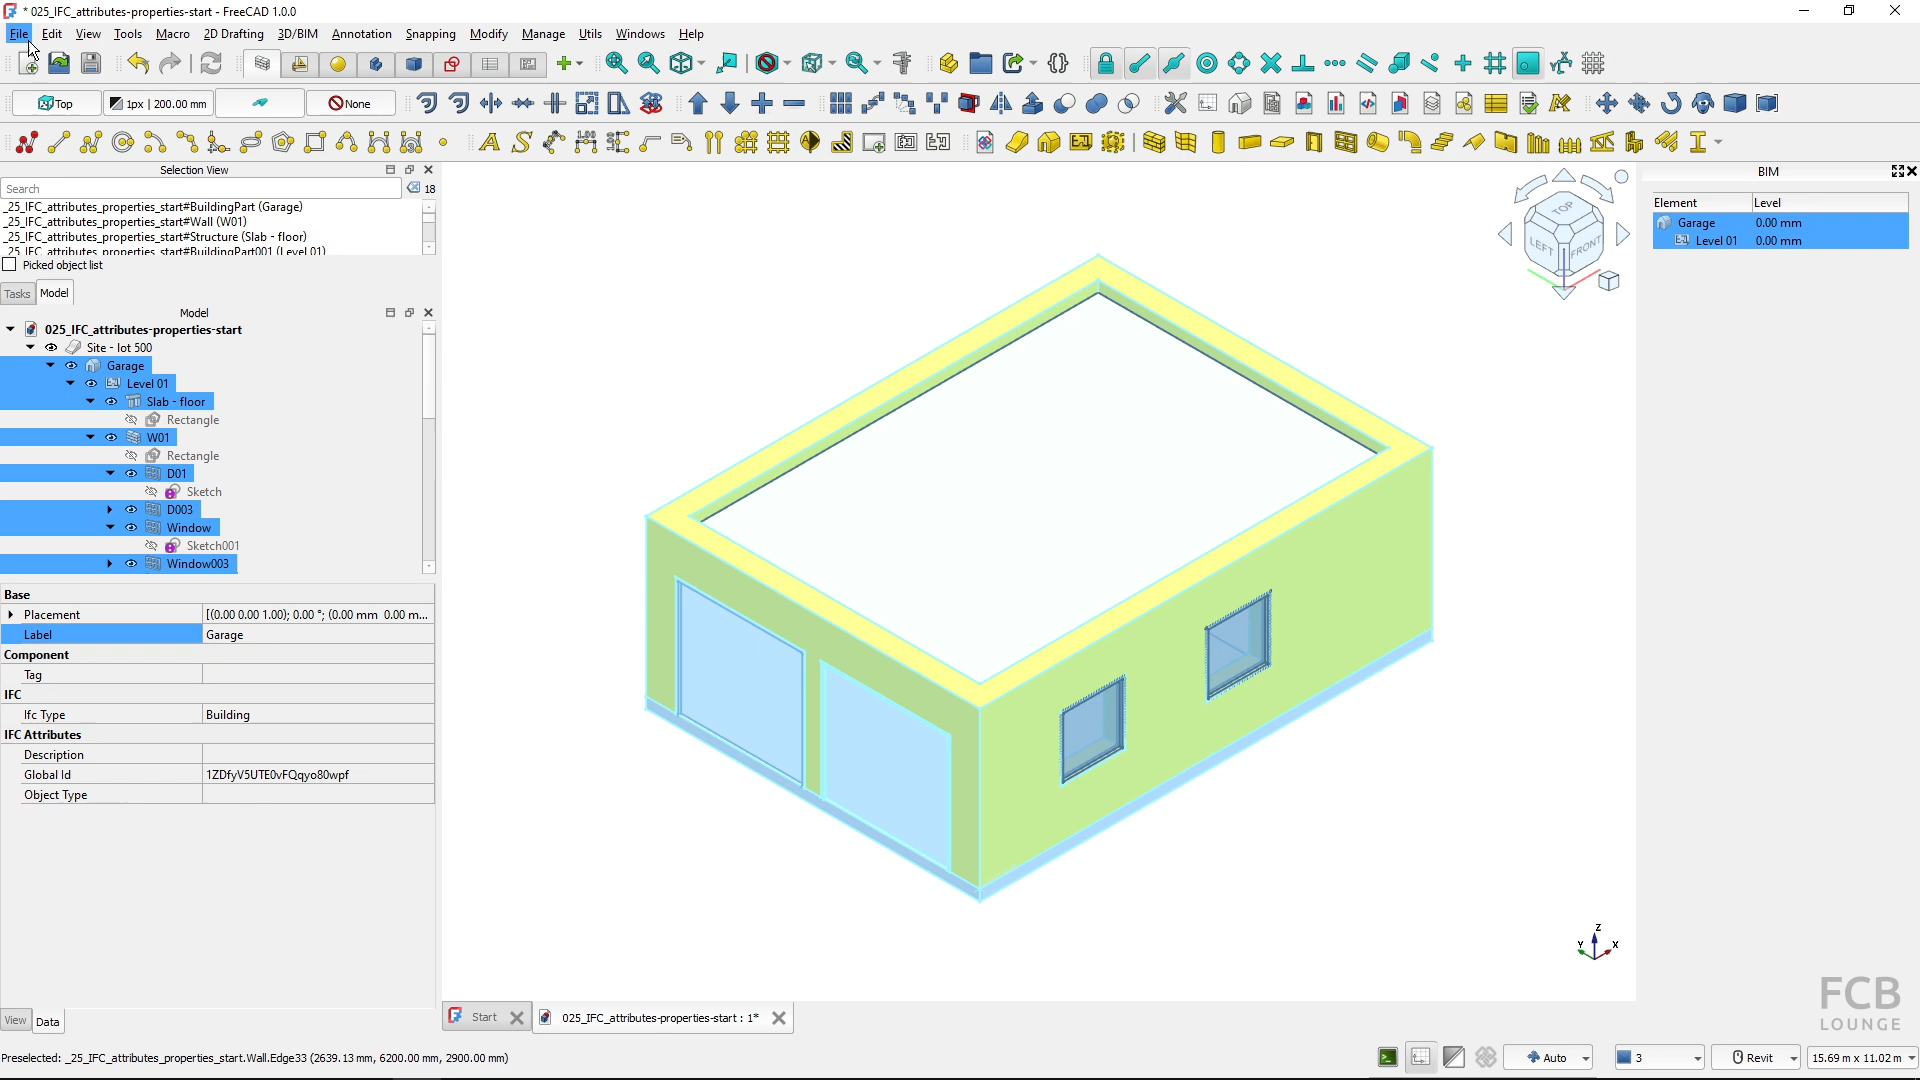 * 025_IFC_attributes-properties-start - FreeCAD 1.0.0
File Edit View Tools Macro 2D Drafting 3D/BIM Annotation Snapping Modify Manage Utils Windows Help
Top 1px | 200.00 mm None
Selection View
Search 18
_25_IFC_attributes_properties_start#BuildingPart (Garage)
_25_IFC_attributes_properties_start#Wall (W01)
_25_IFC_attributes_properties_start#Structure (Slab - floor)
_25_IFC_attributes_properties_start#BuildingPart001 (Level 01)
Picked object list
Tasks Model
Model
025_IFC_attributes-properties-start
Site - lot 500
Garage
Level 01
Slab - floor
Rectangle
W01
Rectangle
D01
Sketch
D003
Window
Sketch001
Window003
Base
Placement [(0.00 0.00 1.00); 0.00 °; (0.00 mm 0.00 m...
Label Garage
Component
Tag
IFC
Ifc Type Building
IFC Attributes
Description
Global Id 1ZDfyV5UTE0vFQqyo80wpf
Object Type
View Data
TOP
LEFT FRONT
BIM
Element Level
Garage 0.00 mm
Level 01 0.00 mm
Z
Y X
Start 025_IFC_attributes-properties-start : 1*
FCB
LOUNGE
Preselected: _25_IFC_attributes_properties_start.Wall.Edge33 (2639.13 mm, 6200.00 mm, 2900.00 mm)
Auto 3 Revit 15.69 m x 11.02 m